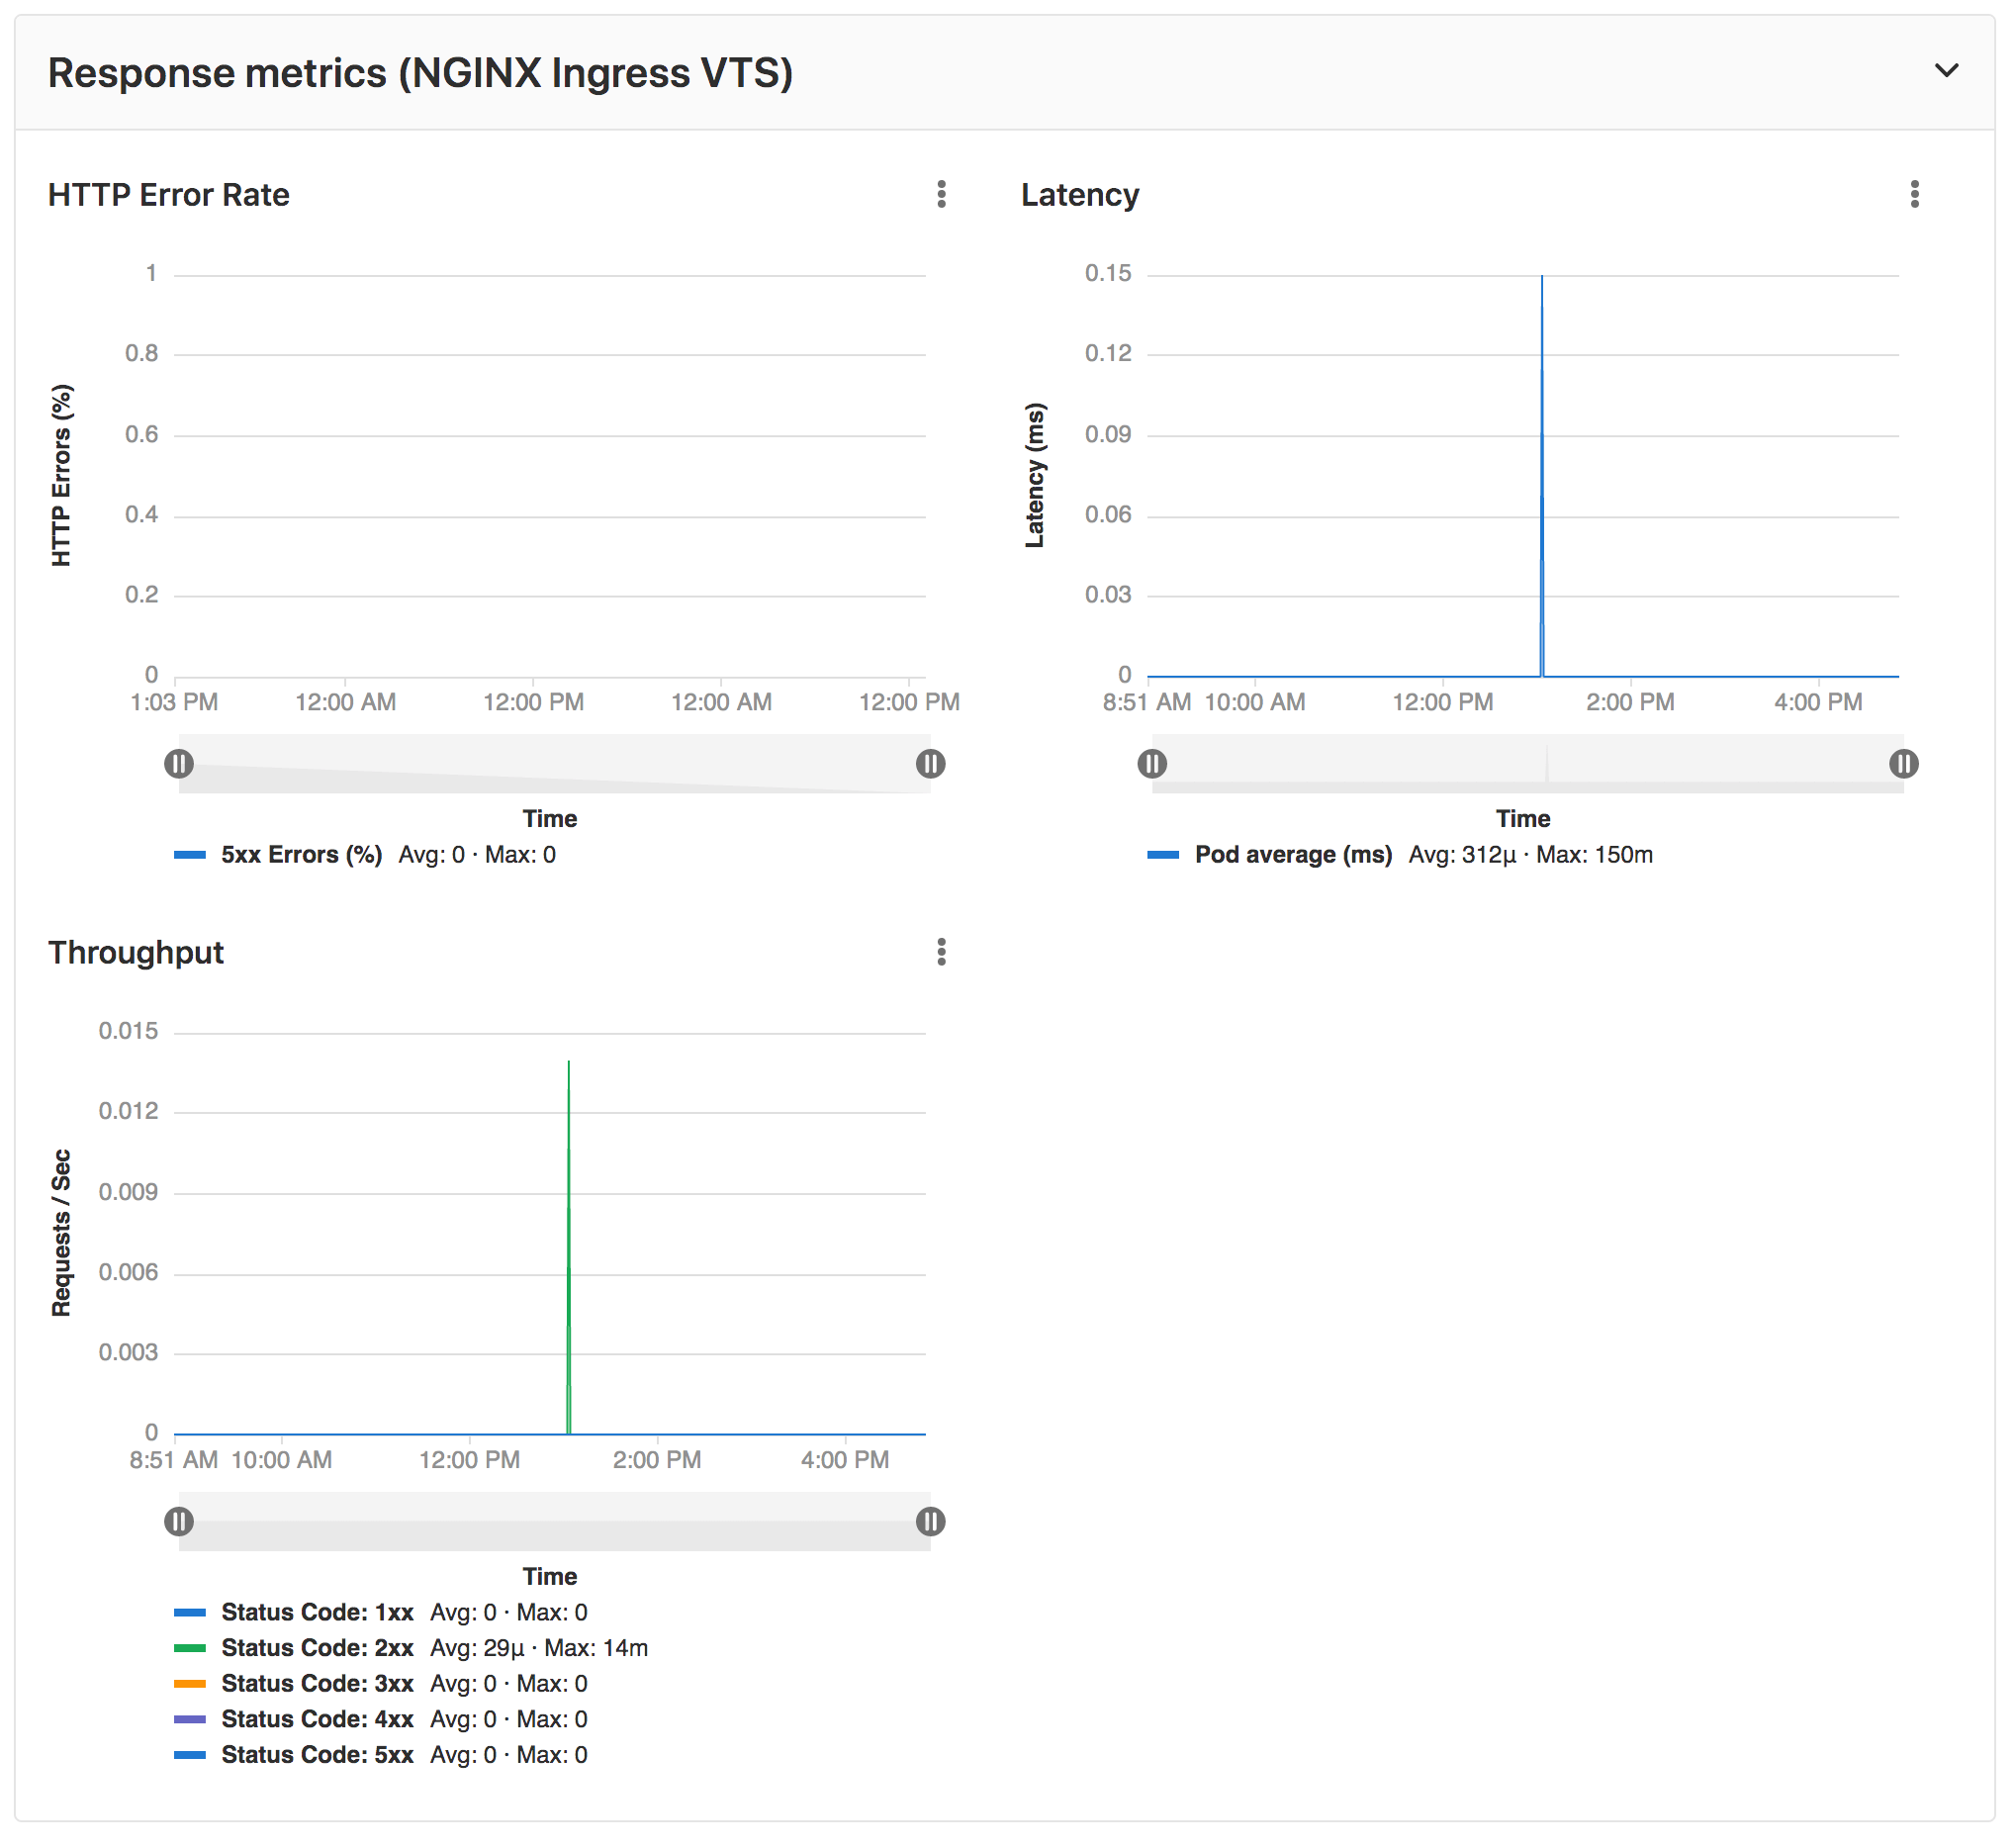 Response metrics (NGINX Ingress VTS)
HTTP Error Rate
HTTP Errors (%)
1
0.8
0.6
0.4
0.2
0
1:03 PM 12:00 AM 12:00 PM 12:00 AM 12:00 PM
Time
5xx Errors (%) Avg: 0 · Max: 0
Latency
Latency (ms)
0.15
0.12
0.09
0.06
0.03
0
8:51 AM 10:00 AM 12:00 PM 2:00 PM 4:00 PM
Time
Pod average (ms) Avg: 312µ · Max: 150m
Throughput
Requests / Sec
0.015
0.012
0.009
0.006
0.003
0
8:51 AM 10:00 AM 12:00 PM 2:00 PM 4:00 PM
Time
Status Code: 1xx Avg: 0 · Max: 0
Status Code: 2xx Avg: 29µ · Max: 14m
Status Code: 3xx Avg: 0 · Max: 0
Status Code: 4xx Avg: 0 · Max: 0
Status Code: 5xx Avg: 0 · Max: 0